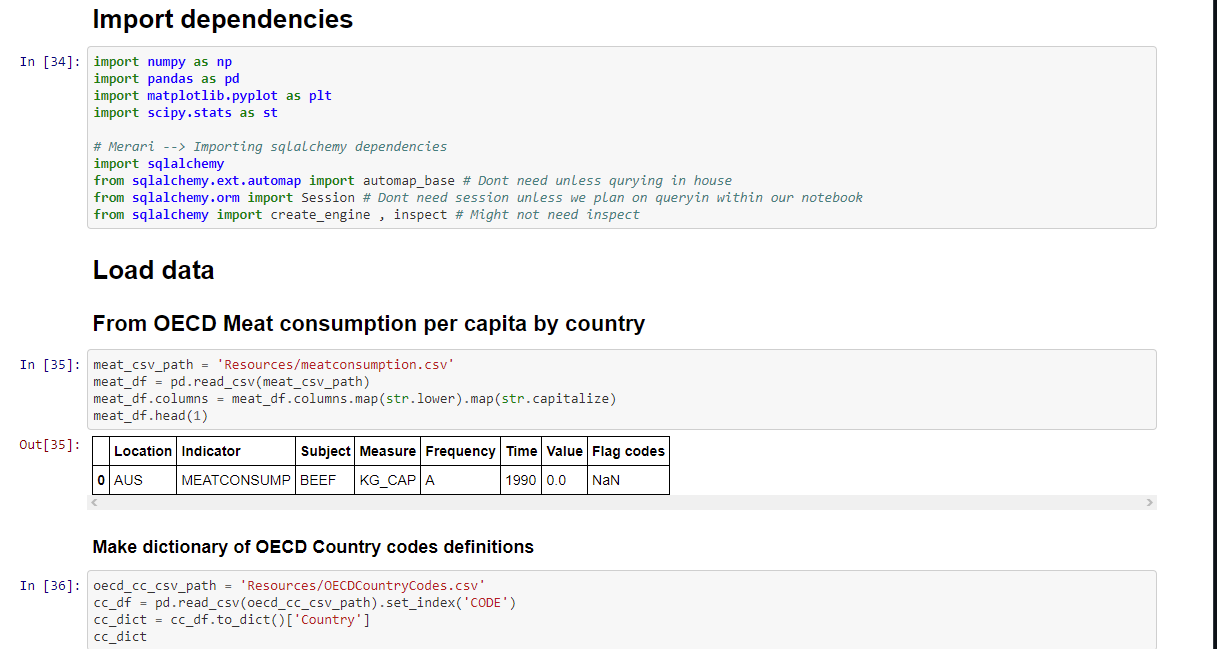 Import dependencies
In [34]:
import numpy as np
import pandas as pd
import matplotlib.pyplot as plt
import scipy.stats as st
# Merari --> Importing sqlalchemy dependencies
import sqlalchemy
from sqlalchemy.ext.automap import automap_base # Dont need unless qurying in house
from sqlalchemy.orm import Session # Dont need session unless we plan on queryin within our notebook
from sqlalchemy import create_engine , inspect # Might not need inspect
Load data
From OECD Meat consumption per capita by country
In [35]:
meat_csv_path = 'Resources/meatconsumption.csv'
meat_df = pd.read_csv(meat_csv_path)
meat_df.columns = meat_df.columns.map(str.lower).map(str.capitalize)
meat_df.head(1)
Out[35]:
Location Indicator Subject Measure Frequency Time Value Flag codes
0 AUS MEATCONSUMP BEEF KG_CAP A 1990 0.0 NaN
Make dictionary of OECD Country codes definitions
In [36]:
oecd_cc_csv_path = 'Resources/OECDCountryCodes.csv'
cc_df = pd.read_csv(oecd_cc_csv_path).set_index('CODE')
cc_dict = cc_df.to_dict()['Country']
cc_dict